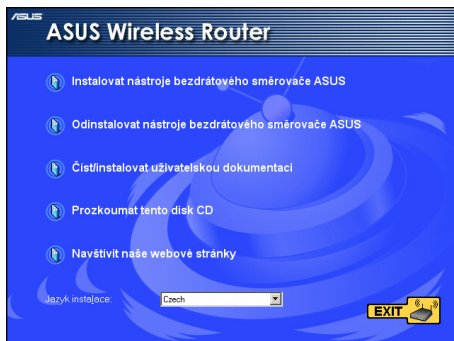 ASUS
ASUS Wireless Router
Instalovat nástroje bezdrátového směrovače ASUS
Odinstalovat nástroje bezdrátového směrovače ASUS
Číst/instalovat uživatelskou dokumentaci
Prozkoumat tento disk CD
Navštívit naše webové stránky
Jazyk instalace:
Czech
EXIT